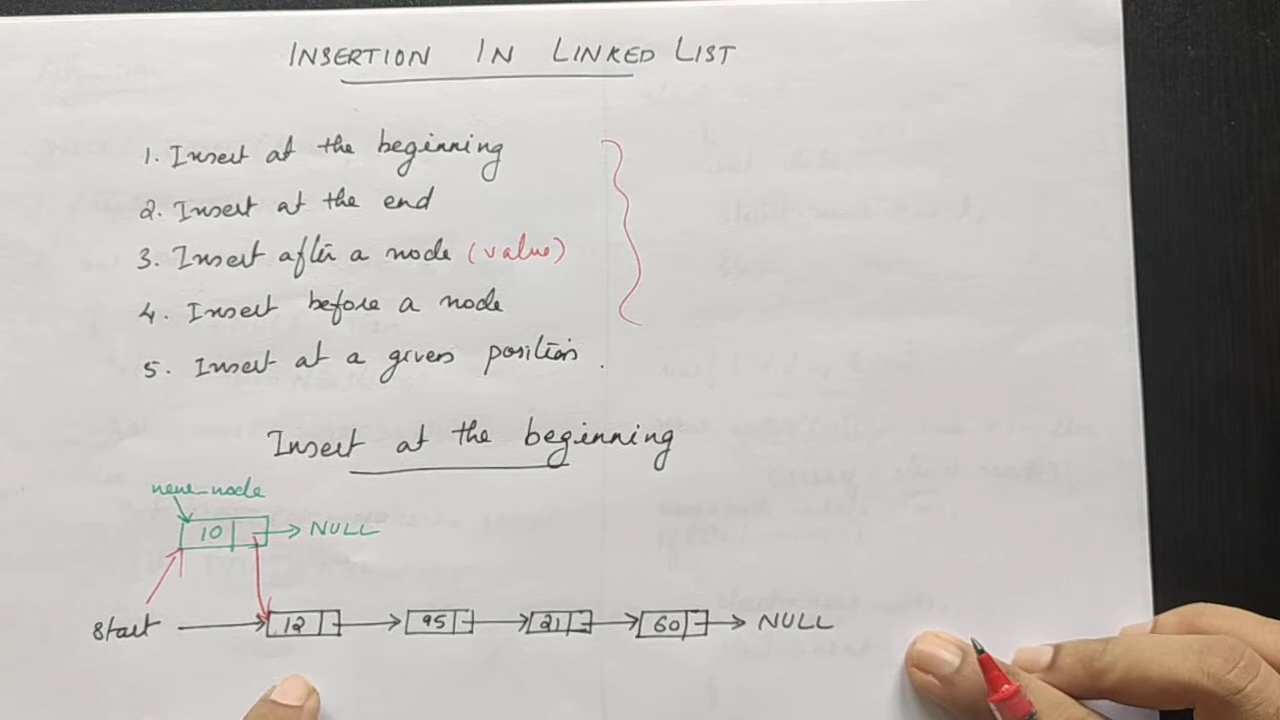 INSERTION IN LINKED LIST
1. Insert at the beginning
2. Insert at the end
3. Insert after a node (value)
4. Insert before a node
5. Insert at a given position.
Insert at the beginning
new-node
10 NULL
start 12 95 21 60 NULL